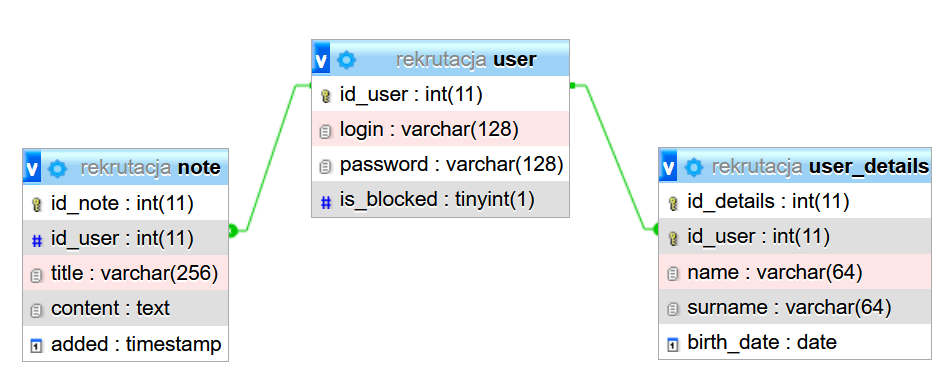 v rekrutacja user
id_user : int(11)
login : varchar(128)
password : varchar(128)
# is_blocked : tinyint(1)
v rekrutacja note
id_note : int(11)
# id_user : int(11)
title : varchar(256)
content : text
added : timestamp
v rekrutacja user_details
id_details : int(11)
id_user : int(11)
name : varchar(64)
surname : varchar(64)
birth_date : date